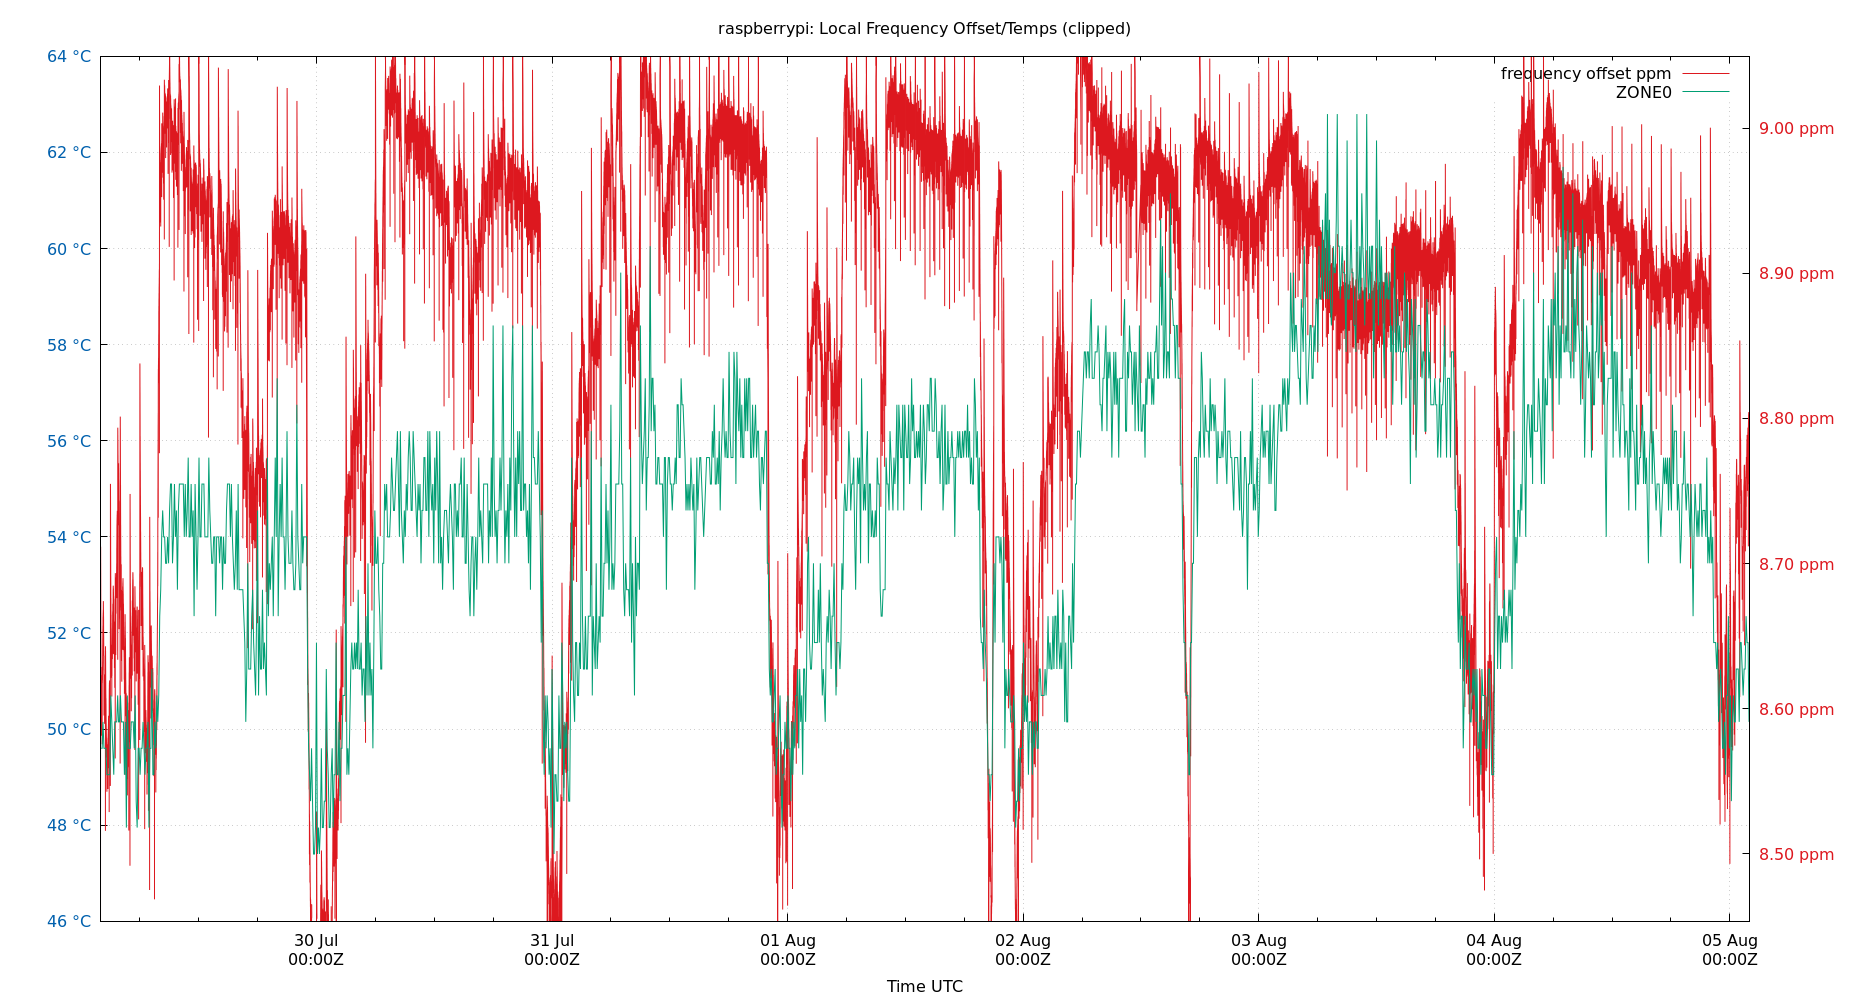 raspberrypi: Local Frequency Offset/Temps (clipped)
64 °C
62 °C
60 °C
58 °C
56 °C
54 °C
52 °C
50 °C
48 °C
46 °C
frequency offset ppm
ZONE0
9.00 ppm
8.90 ppm
8.80 ppm
8.70 ppm
8.60 ppm
8.50 ppm
30 Jul
00:00Z
31 Jul
00:00Z
01 Aug
00:00Z
02 Aug
00:00Z
03 Aug
00:00Z
04 Aug
00:00Z
05 Aug
00:00Z
Time UTC